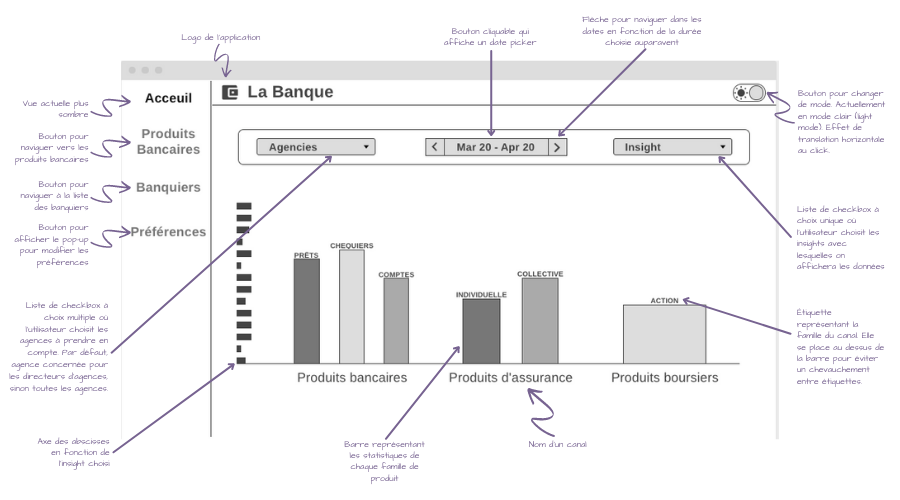 Logo de l'application
Bouton cliquable qui
affiche un date picker
Flèche pour naviguer dans les
dates en fonction de la durée
choisie auparavent
Vue actuelle plus
sombre
Bouton pour
naviguer vers les
produits bancaires
Bouton pour
naviguer à la liste
des banquiers
Bouton pour
afficher le pop-up
pour modifier les
préférences
Liste de checkbox à
choix multiple où
l'utilisateur choisit les
agences à prendre en
compte. Par défaut,
agence concernée pour
les directeurs d'agences,
sinon toutes les agences.
Axe des abscisses
en fonction de
l'insight choisi
Acceuil
Produits
Bancaires
Banquiers
Préférences
La Banque
Agencies
Mar 20 - Apr 20
Insight
PRÊTS
CHEQUIERS
COMPTES
INDIVIDUELLE
COLLECTIVE
ACTION
Produits bancaires
Produits d'assurance
Produits boursiers
Barre représentant
les statistiques de
chaque famille de
produit
Nom d'un canal
Bouton pour changer
de mode. Actuellement
en mode clair (light
mode). Effet de
translation horizontale
au click.
Liste de checkbox à
choix unique où
l'utilisateur choisit les
insights avec
lesquelles on
affichera les données
Étiquette
représentant la
famille du canal. Elle
se place au dessus de
la barre pour éviter
un chevauchement
entre étiquettes.